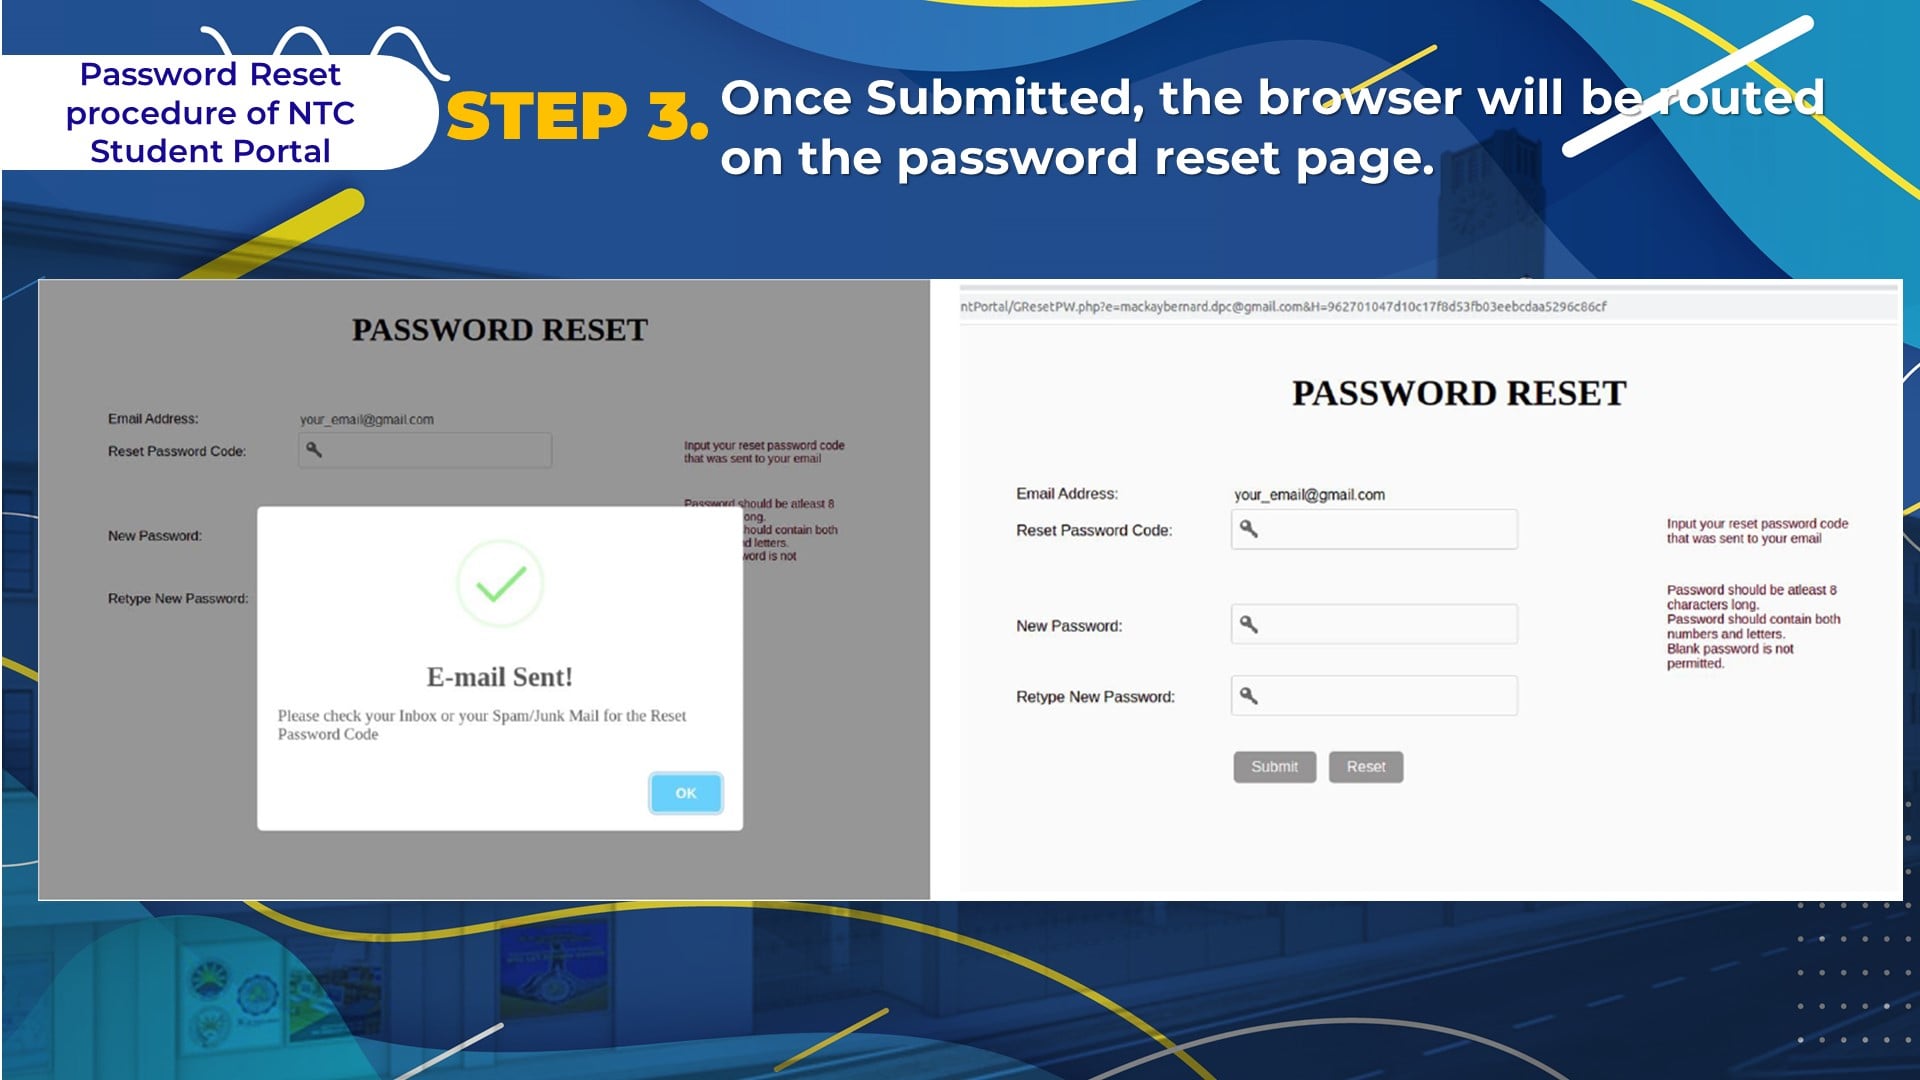 Password Reset
procedure of NTC
Student Portal
STEP 3.
Once Submitted, the browser will be routed
on the password reset page.
PASSWORD RESET
Email Address:
your_email@gmail.com
Reset Password Code:
Input your reset password code
that was sent to your email
Password should be atleast 8
ong.
hould contain both
d letters.
word is not
New Password:
Retype New Password:
E-mail Sent!
Please check your Inbox or your Spam/Junk Mail for the Reset
Password Code
OK
ntPortal/GResetPW.php?e=mackaybernard.dpc@gmail.com&H=962701047d10c17f8d53fb03eebcdaa5296c86cf
PASSWORD RESET
Email Address:
your_email@gmail.com
Reset Password Code:
Input your reset password code
that was sent to your email
New Password:
Password should be atleast 8
characters long.
Password should contain both
numbers and letters.
Blank password is not
permitted.
Retype New Password:
Submit
Reset